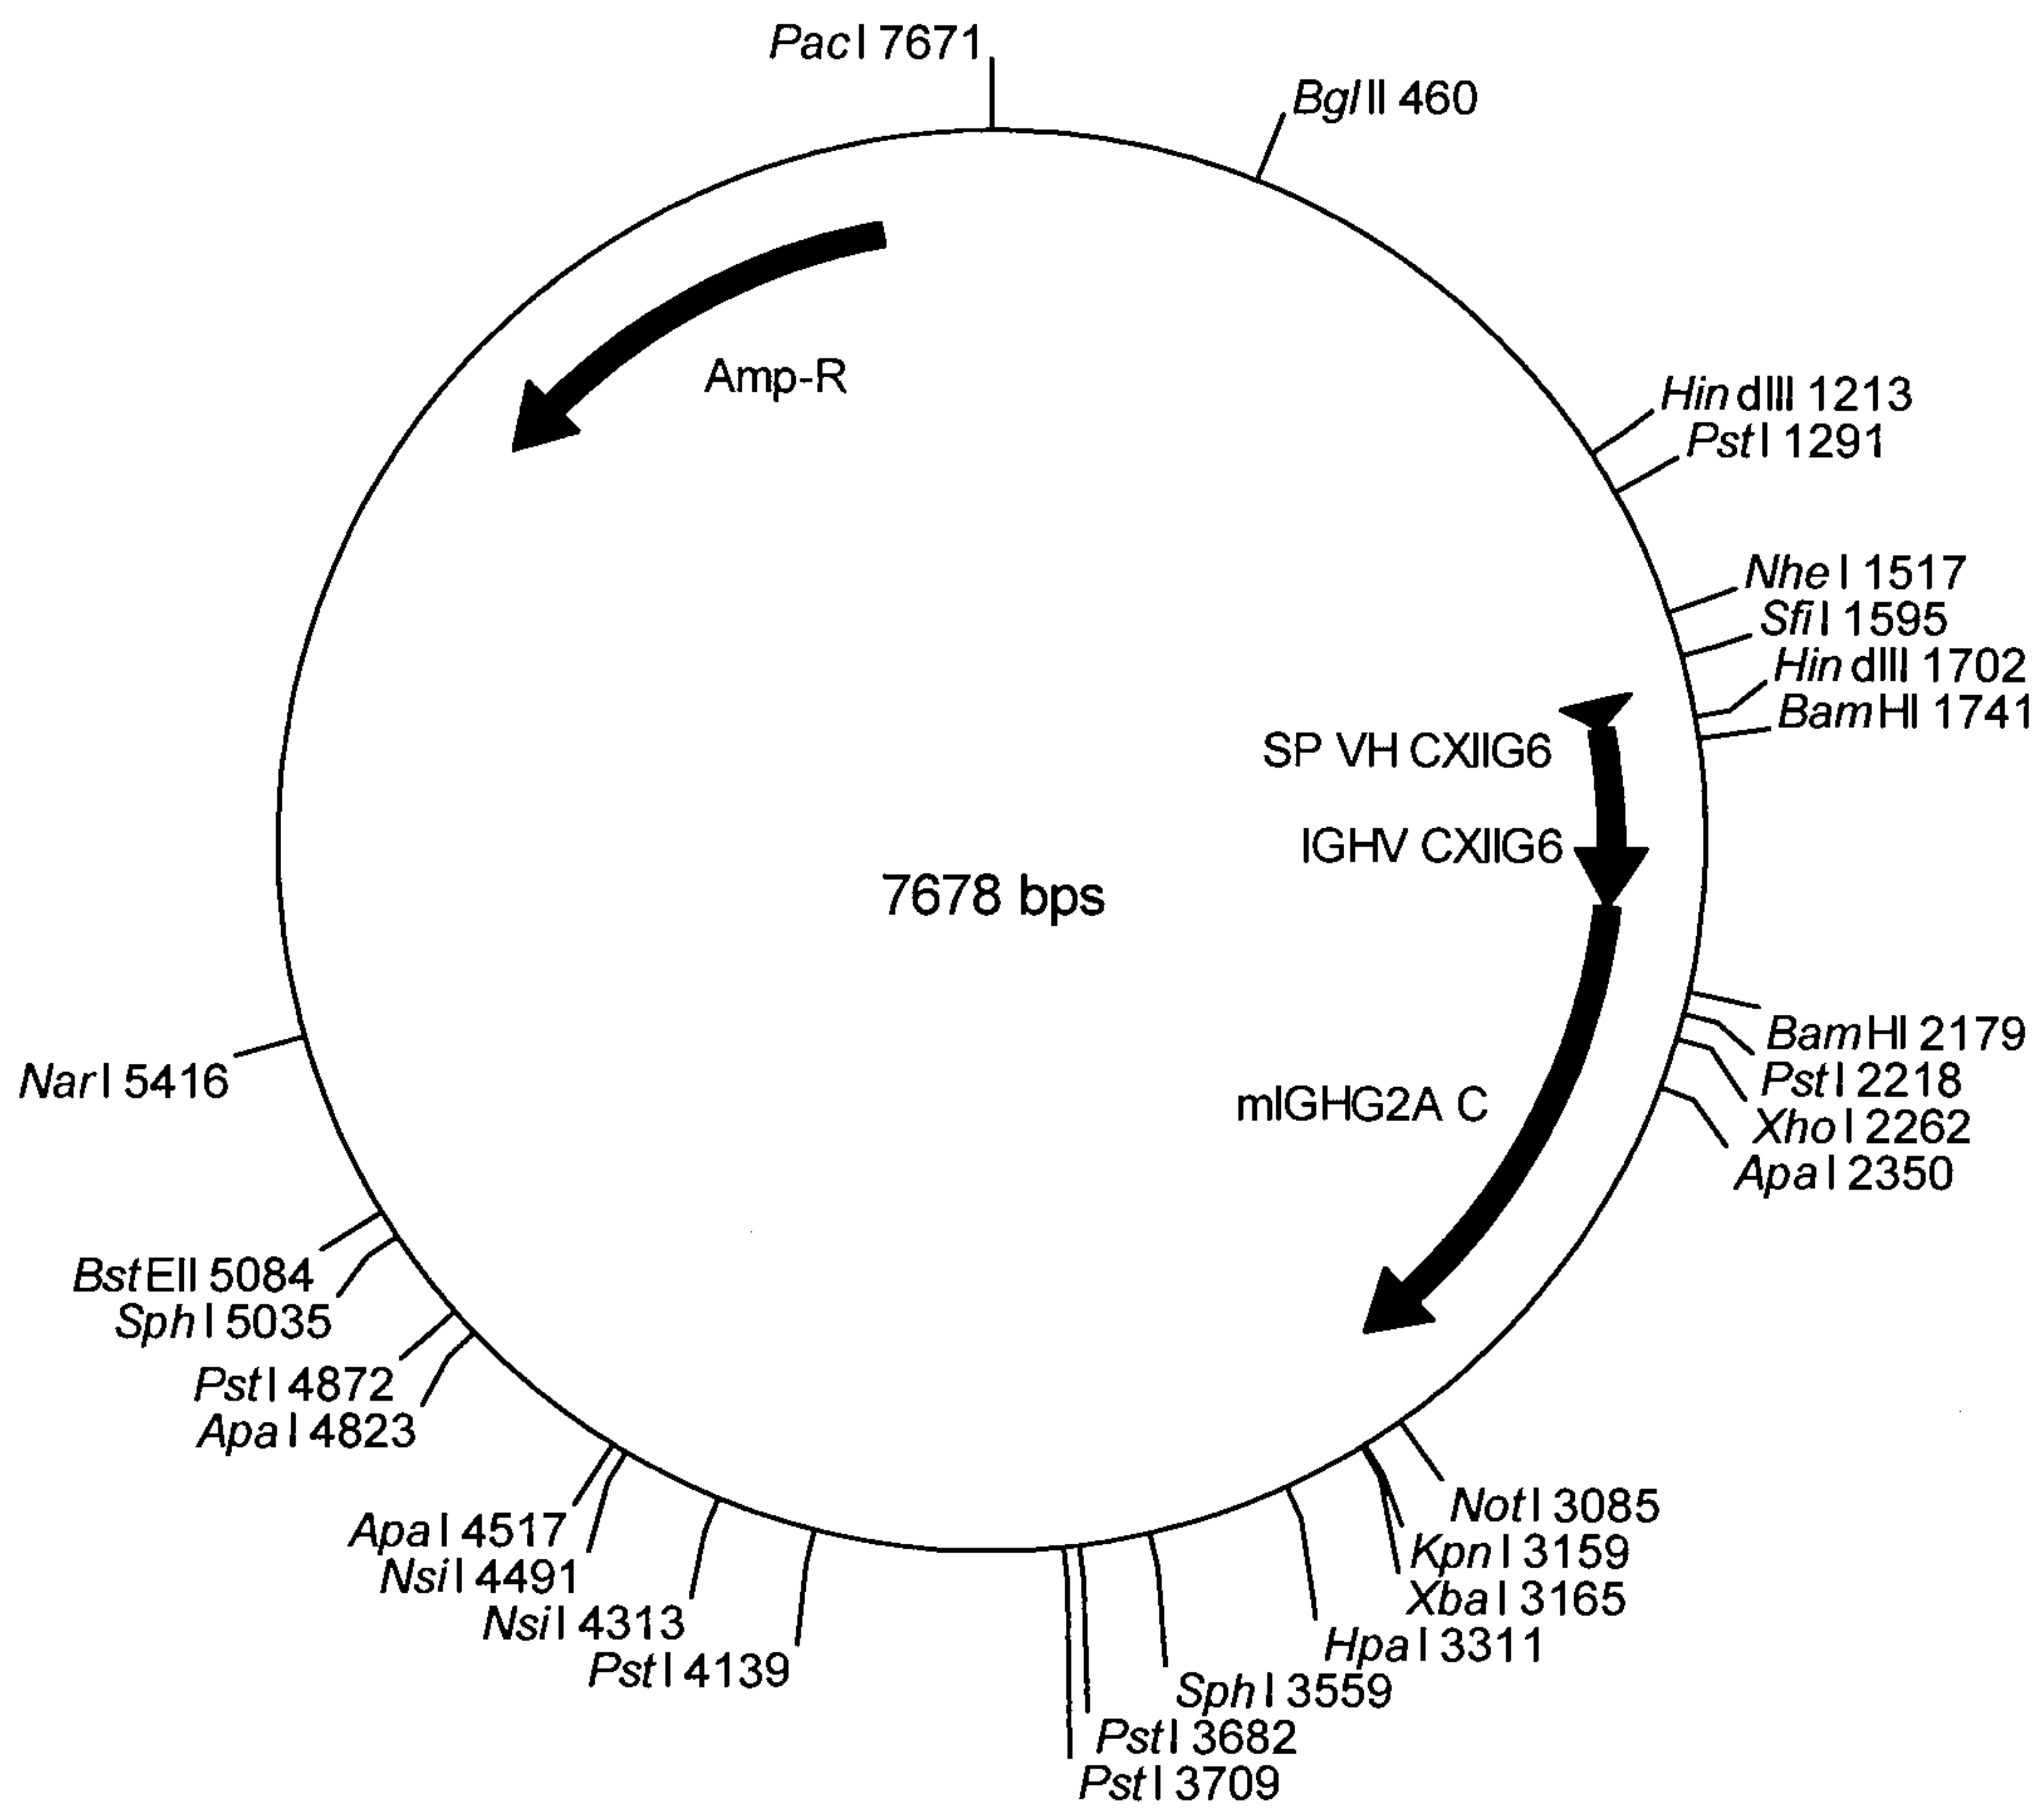 PacI 7671
BglII 460
HindIII 1213
PstI 1291
NheI 1517
SfiI 1595
HindIII 1702
BamHI 1741
Amp-R
SP VH CXIIG6
IGHV CXIIG6
7678 bps
mIGHG2A C
BamHI 2179
PstI 2218
XhoI 2262
ApaI 2350
NotI 3085
KpnI 3159
XbaI 3165
HpaI 3311
SphI 3559
PstI 3682
PstI 3709
PstI 4139
NsiI 4313
NsiI 4491
ApaI 4517
ApaI 4823
PstI 4872
SphI 5035
BstEII 5084
NarI 5416